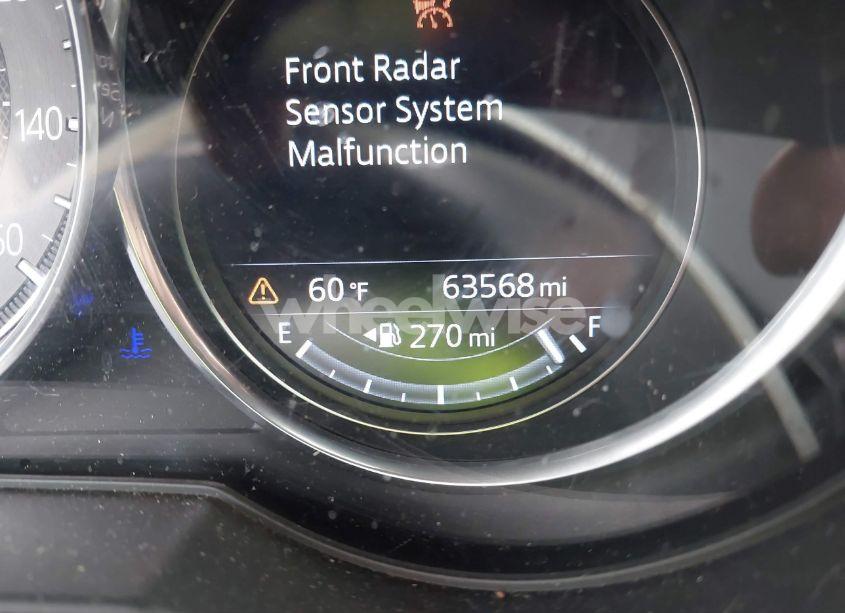 Front Radar
Sensor System
Malfunction
140
60 °F 63568 mi
wheelwise
E 270 mi F